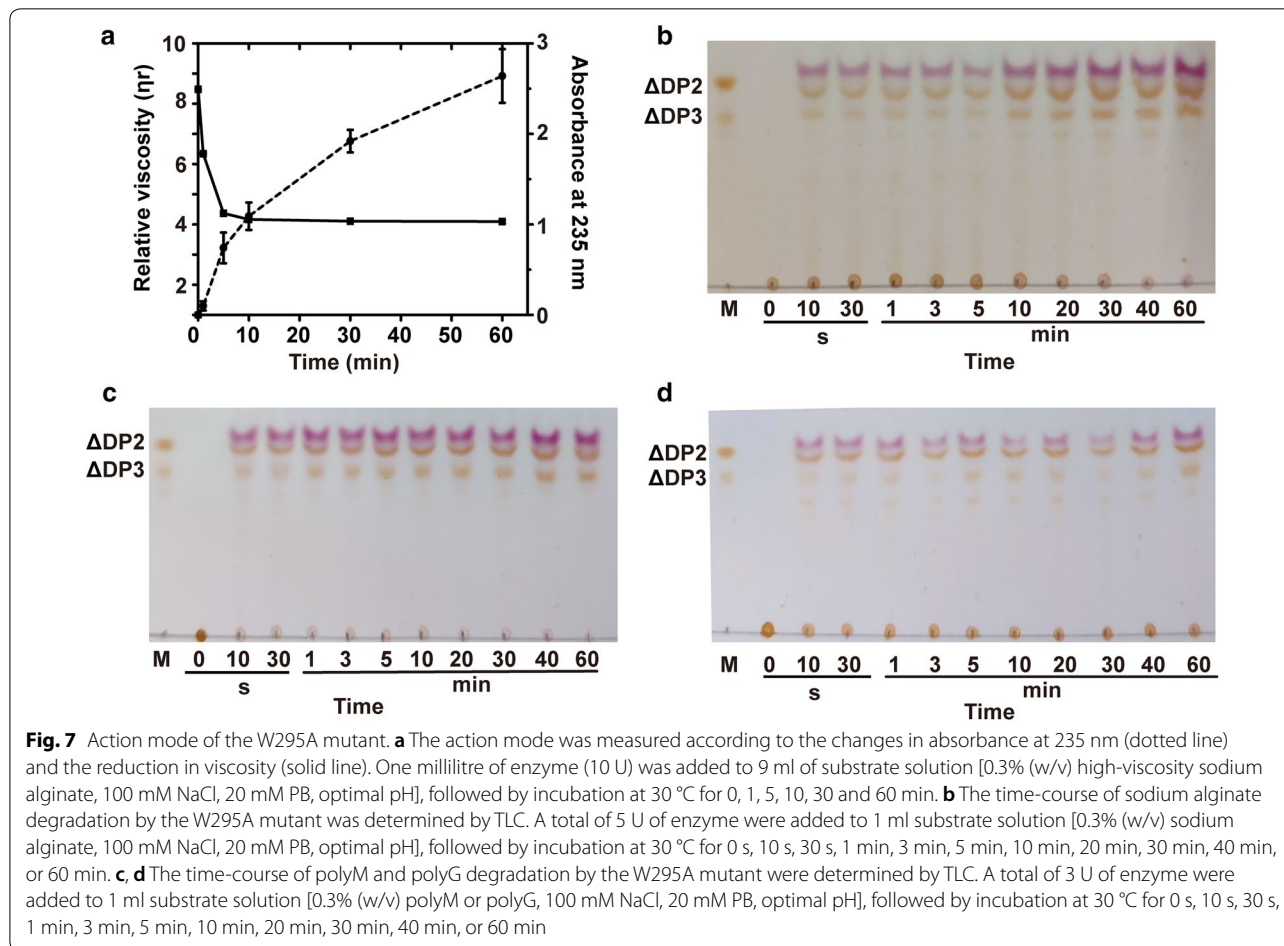 a
10
8
6
4
2
Relative viscosity (ηr)
3
2
1
0
Absorbance at 235 nm
0 10 20 30 40 50 60
Time (min)
b
ΔDP2
ΔDP3
M 0 10 30 1 3 5 10 20 30 40 60
s min
Time
c
ΔDP2
ΔDP3
M 0 10 30 1 3 5 10 20 30 40 60
s min
Time
d
ΔDP2
ΔDP3
M 0 10 30 1 3 5 10 20 30 40 60
s min
Time
Fig. 7 Action mode of the W295A mutant. a The action mode was measured according to the changes in absorbance at 235 nm (dotted line)
and the reduction in viscosity (solid line). One millilitre of enzyme (10 U) was added to 9 ml of substrate solution [0.3% (w/v) high-viscosity sodium
alginate, 100 mM NaCl, 20 mM PB, optimal pH], followed by incubation at 30 °C for 0, 1, 5, 10, 30 and 60 min. b The time-course of sodium alginate
degradation by the W295A mutant was determined by TLC. A total of 5 U of enzyme were added to 1 ml substrate solution [0.3% (w/v) sodium
alginate, 100 mM NaCl, 20 mM PB, optimal pH], followed by incubation at 30 °C for 0 s, 10 s, 30 s, 1 min, 3 min, 5 min, 10 min, 20 min, 30 min, 40 min,
or 60 min. c, d The time-course of polyM and polyG degradation by the W295A mutant were determined by TLC. A total of 3 U of enzyme were
added to 1 ml substrate solution [0.3% (w/v) polyM or polyG, 100 mM NaCl, 20 mM PB, optimal pH], followed by incubation at 30 °C for 0 s, 10 s, 30 s,
1 min, 3 min, 5 min, 10 min, 20 min, 30 min, 40 min, or 60 min